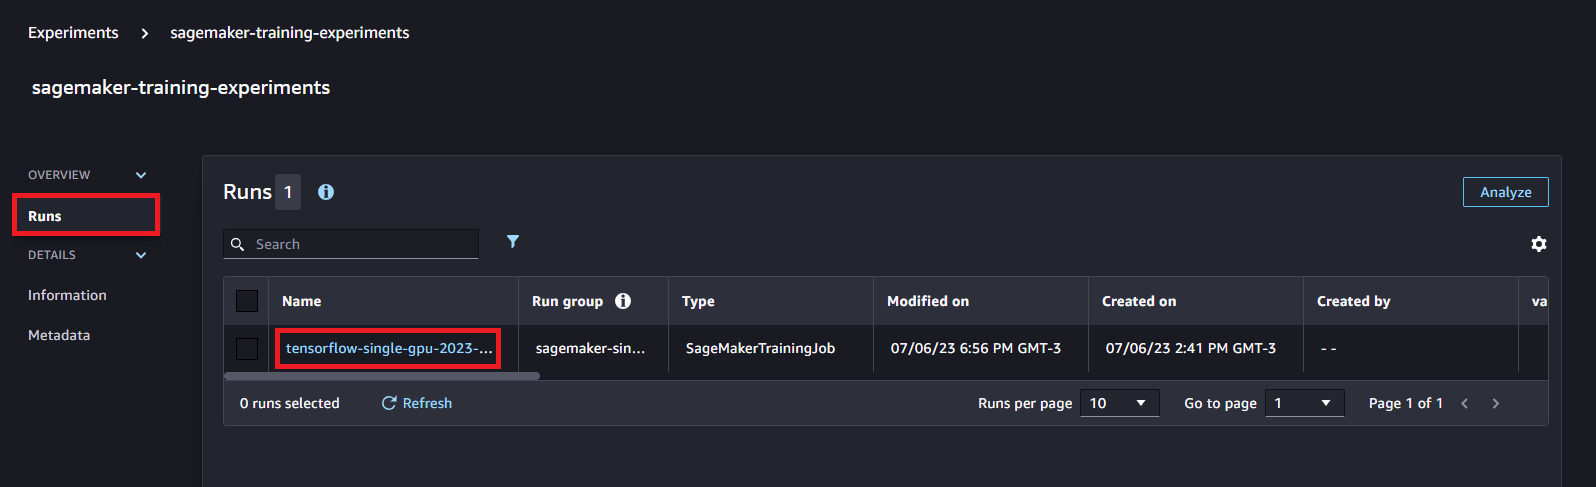 Experiments > sagemaker-training-experiments
sagemaker-training-experiments
OVERVIEW
Runs
DETAILS
Information
Metadata
Runs 1
Analyze
Search
Name Run group Type Modified on Created on Created by va
tensorflow-single-gpu-2023-... sagemaker-sin... SageMakerTrainingJob 07/06/23 6:56 PM GMT-3 07/06/23 2:41 PM GMT-3 - -
0 runs selected Refresh Runs per page 10 Go to page 1 Page 1 of 1